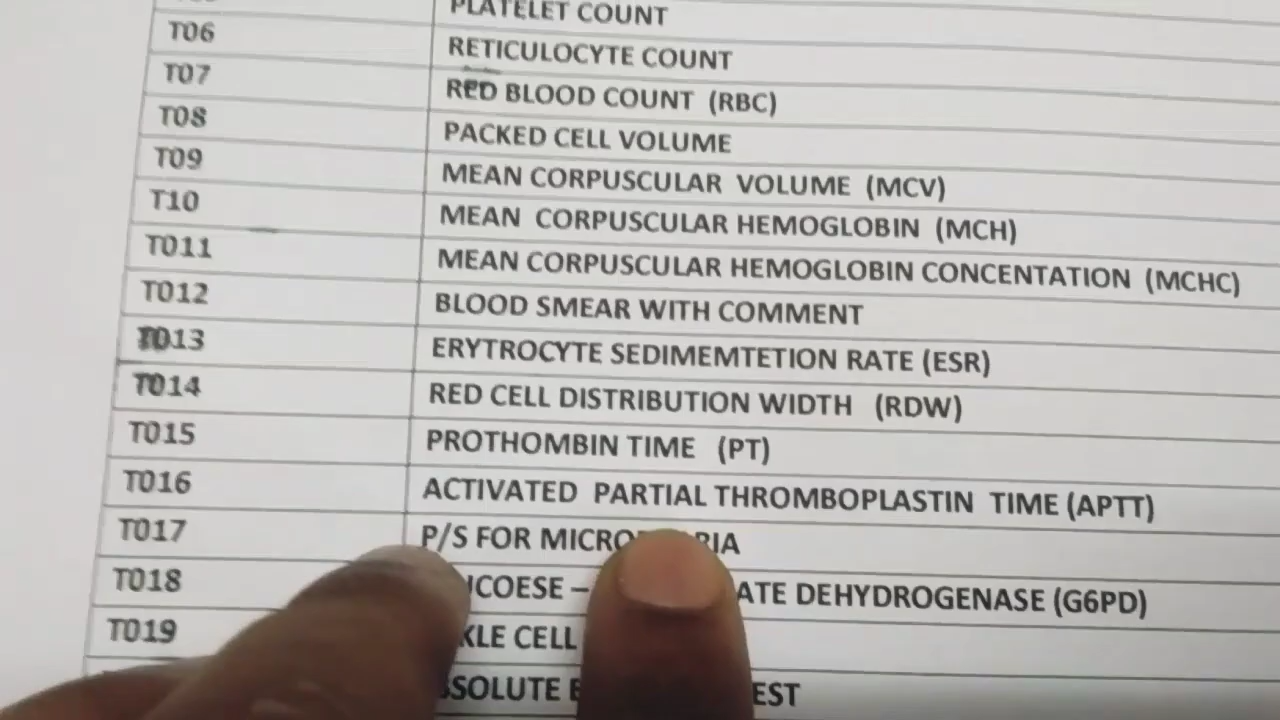 PLATELET COUNT
T06 RETICULOCYTE COUNT
T07 RED BLOOD COUNT (RBC)
T08 PACKED CELL VOLUME
T09 MEAN CORPUSCULAR VOLUME (MCV)
T10 MEAN CORPUSCULAR HEMOGLOBIN (MCH)
T011 MEAN CORPUSCULAR HEMOGLOBIN CONCENTATION (MCHC)
T012 BLOOD SMEAR WITH COMMENT
T013 ERYTROCYTE SEDIMEMTETION RATE (ESR)
T014 RED CELL DISTRIBUTION WIDTH (RDW)
T015 PROTHOMBIN TIME (PT)
T016 ACTIVATED PARTIAL THROMBOPLASTIN TIME (APTT)
T017 P/S FOR
T018 – DEHYDROGENASE (G6PD)
T019 CELL